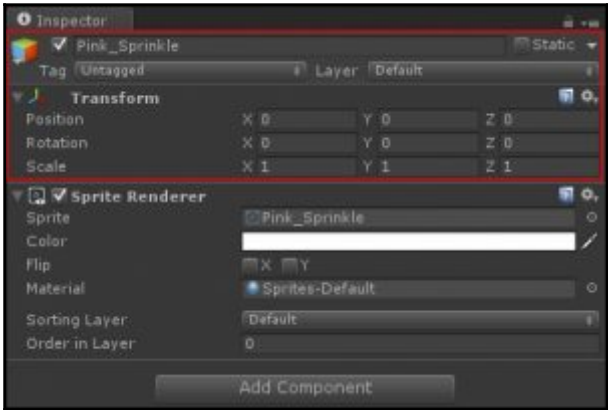 Inspector
Pink_Sprinkle Static
Tag Untagged Layer Default
Transform
Position X 0 Y 0 Z 0
Rotation X 0 Y 0 Z 0
Scale X 1 Y 1 Z 1
Sprite Renderer
Sprite Pink_Sprinkle
Color
Flip X Y
Material Sprites-Default
Sorting Layer Default
Order in Layer 0
Add Component